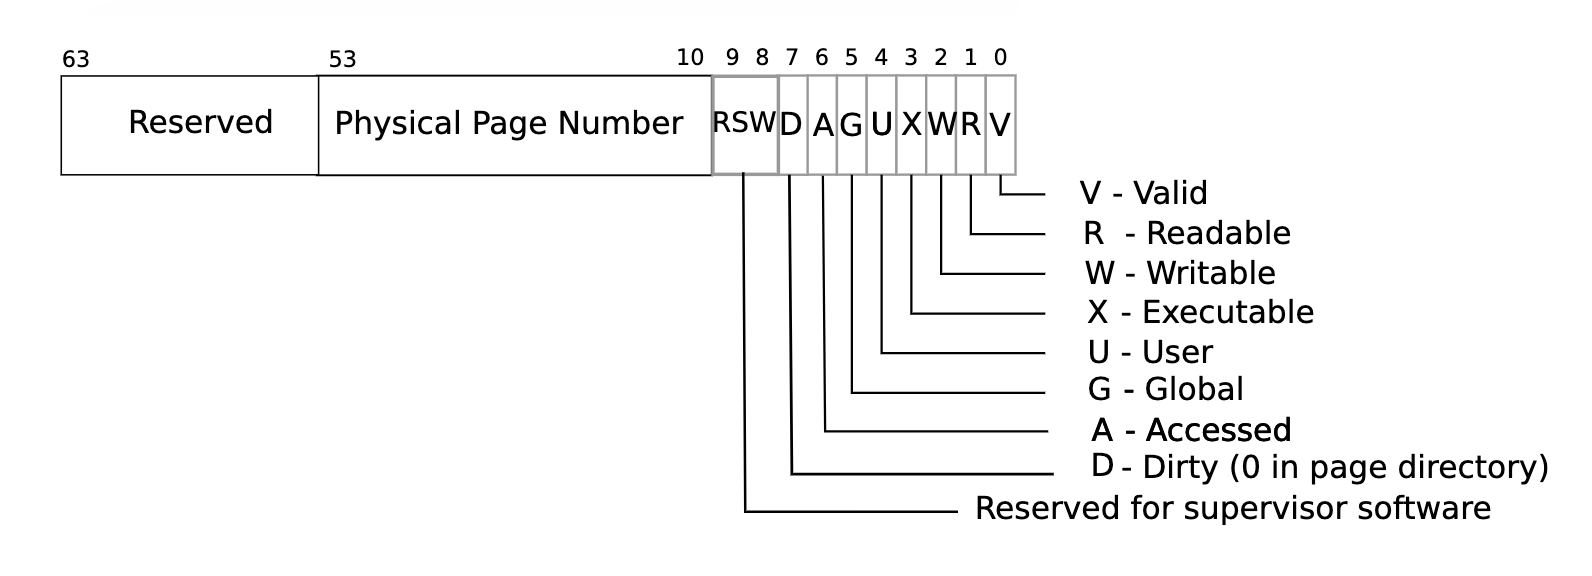 63 53 10 9 8 7 6 5 4 3 2 1 0
Reserved Physical Page Number RSW D A G U X W R V
V - Valid
R - Readable
W - Writable
X - Executable
U - User
G - Global
A - Accessed
D - Dirty (0 in page directory)
Reserved for supervisor software